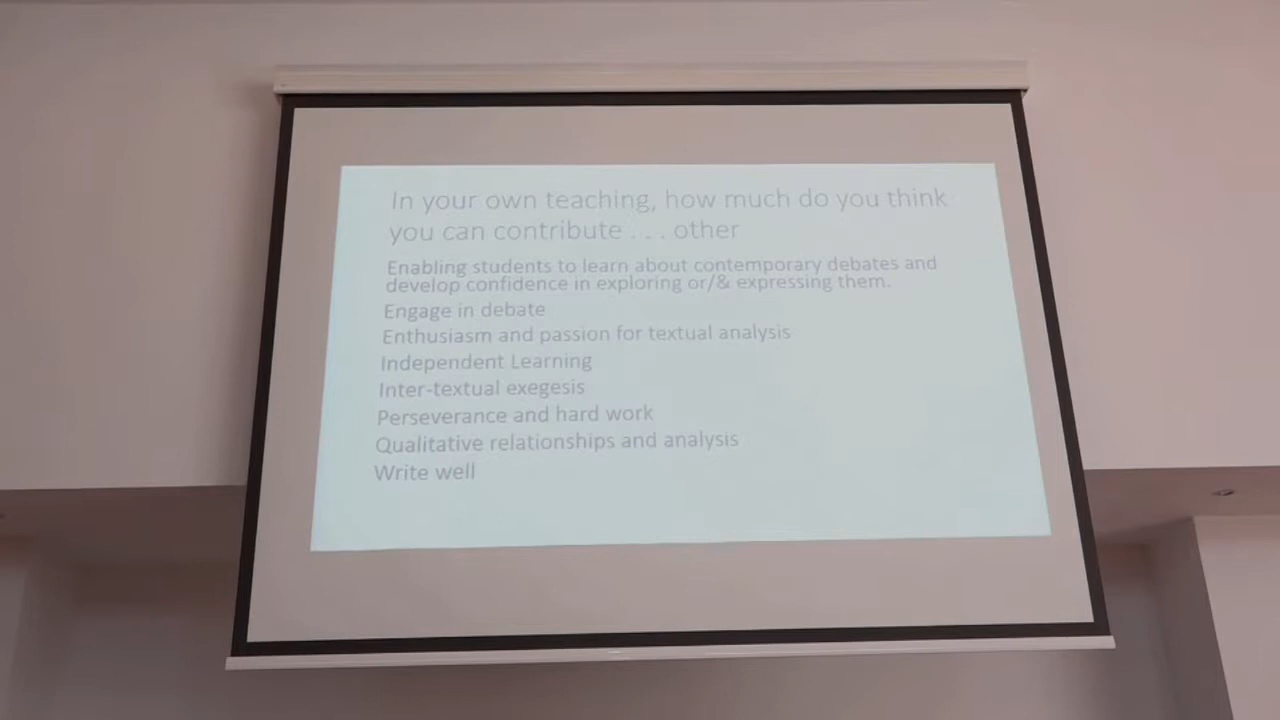 In your own teaching, how much do you think
you can contribute . . . other
Enabling students to learn about contemporary debates and
develop confidence in exploring or/& expressing them.
Engage in debate
Enthusiasm and passion for textual analysis
Independent Learning
Inter-textual exegesis
Perseverance and hard work
Qualitative relationships and analysis
Write well